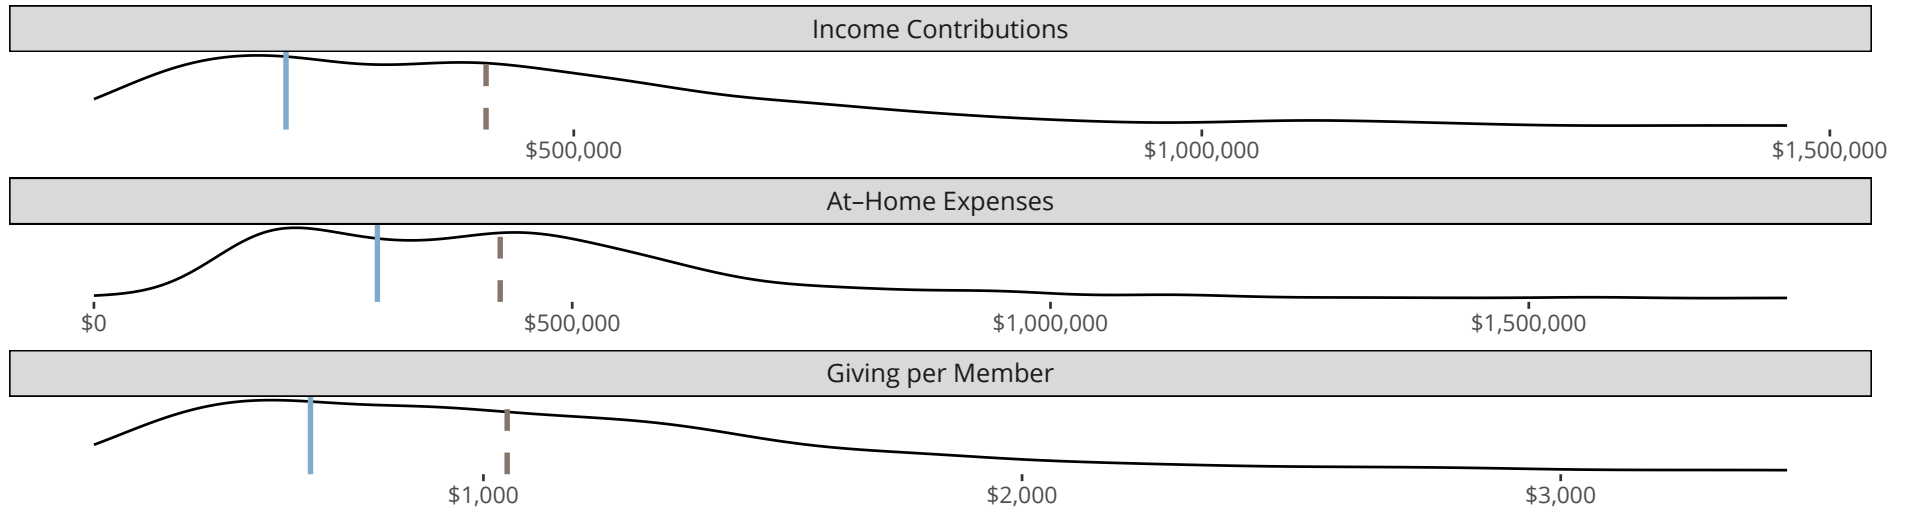 Income Contributions
$500,000 $1,000,000 $1,500,000
At–Home Expenses
$0 $500,000 $1,000,000 $1,500,000
Giving per Member
$1,000 $2,000 $3,000